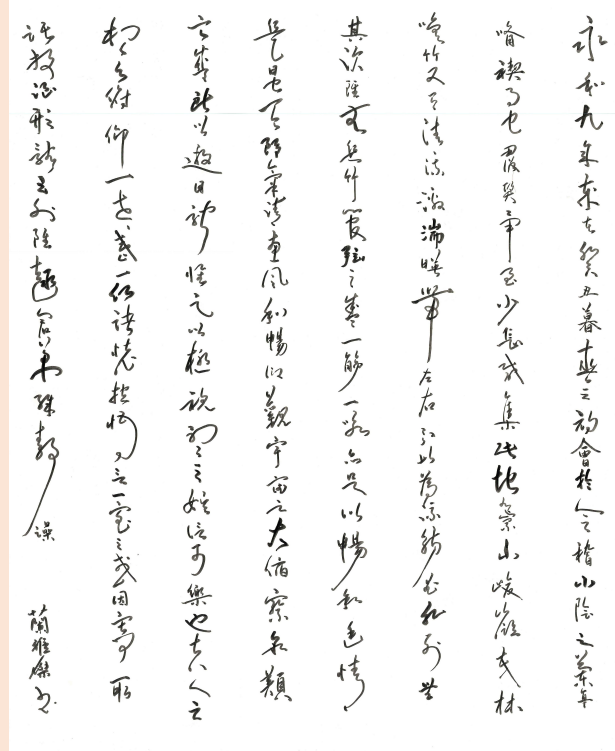 永和九年歲在癸丑暮春之初會於会稽山陰之蘭亭
脩禊事也群賢畢至少長咸集此地崇山峻嶺茂林
脩竹又有清流激湍暎帶左右引以為流觴曲水列坐
其次雖無絲竹管弦之盛一觴一詠亦足以暢敘幽情
是日也天朗氣清惠風和暢仰觀宇宙之大俯察品類
之盛所以遊目騁懷足以極視聽之娛信可樂也夫人之
相與俯仰一世或一取諸懷抱悟言一室之內或因寄所
託放浪形骸之外雖趣舍萬殊靜躁
蘭雅傑书